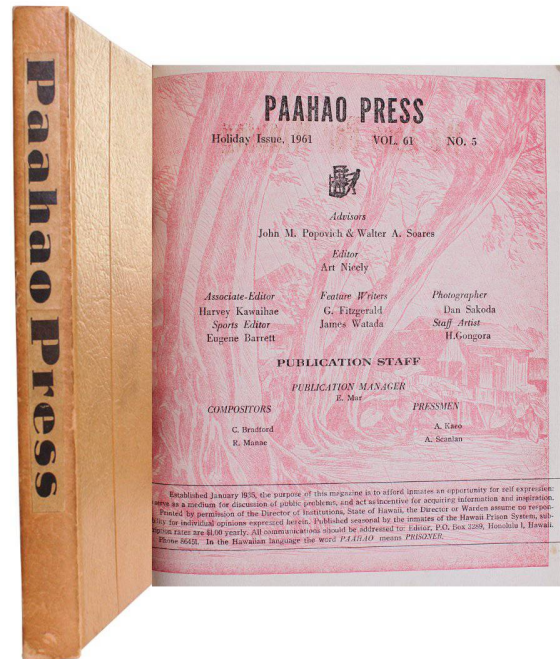 Paahao Press
PAAHAO PRESS
Holiday Issue, 1961 VOL. 61 NO. 5
Advisors
John M. Popovich & Walter A. Soares
Editor
Art Nicely
Associate-Editor Feature Writers Photographer
Harvey Kawaihae G. Fitzgerald Dan Sakoda
Sports Editor James Watada Staff Artist
Eugene Barrett H.Gongora
PUBLICATION STAFF
PUBLICATION MANAGER
E. Mar
COMPOSITORS PRESSMEN
C. Bradford A. Kaeo
R. Manae A. Scanlan
Established January 1935, the purpose of this magazine is to afford inmates an opportunity for self expression:
serve as a medium for discussion of public problems, and act as incentive for acquiring information and inspiration.
Printed by permission of the Director of Institutions, State of Hawaii, the Director or Warden assume no respon-
ility for individual opinions expressed herein. Published seasonal by the inmates of the Hawaii Prison System, sub-
iption rates are $1.00 yearly. All communications should be addressed to: Editor, P.O. Box 3289, Honolulu 1, Hawaii.
Phone 86451. In the Hawaiian language the word PAAHAO means PRISONER.